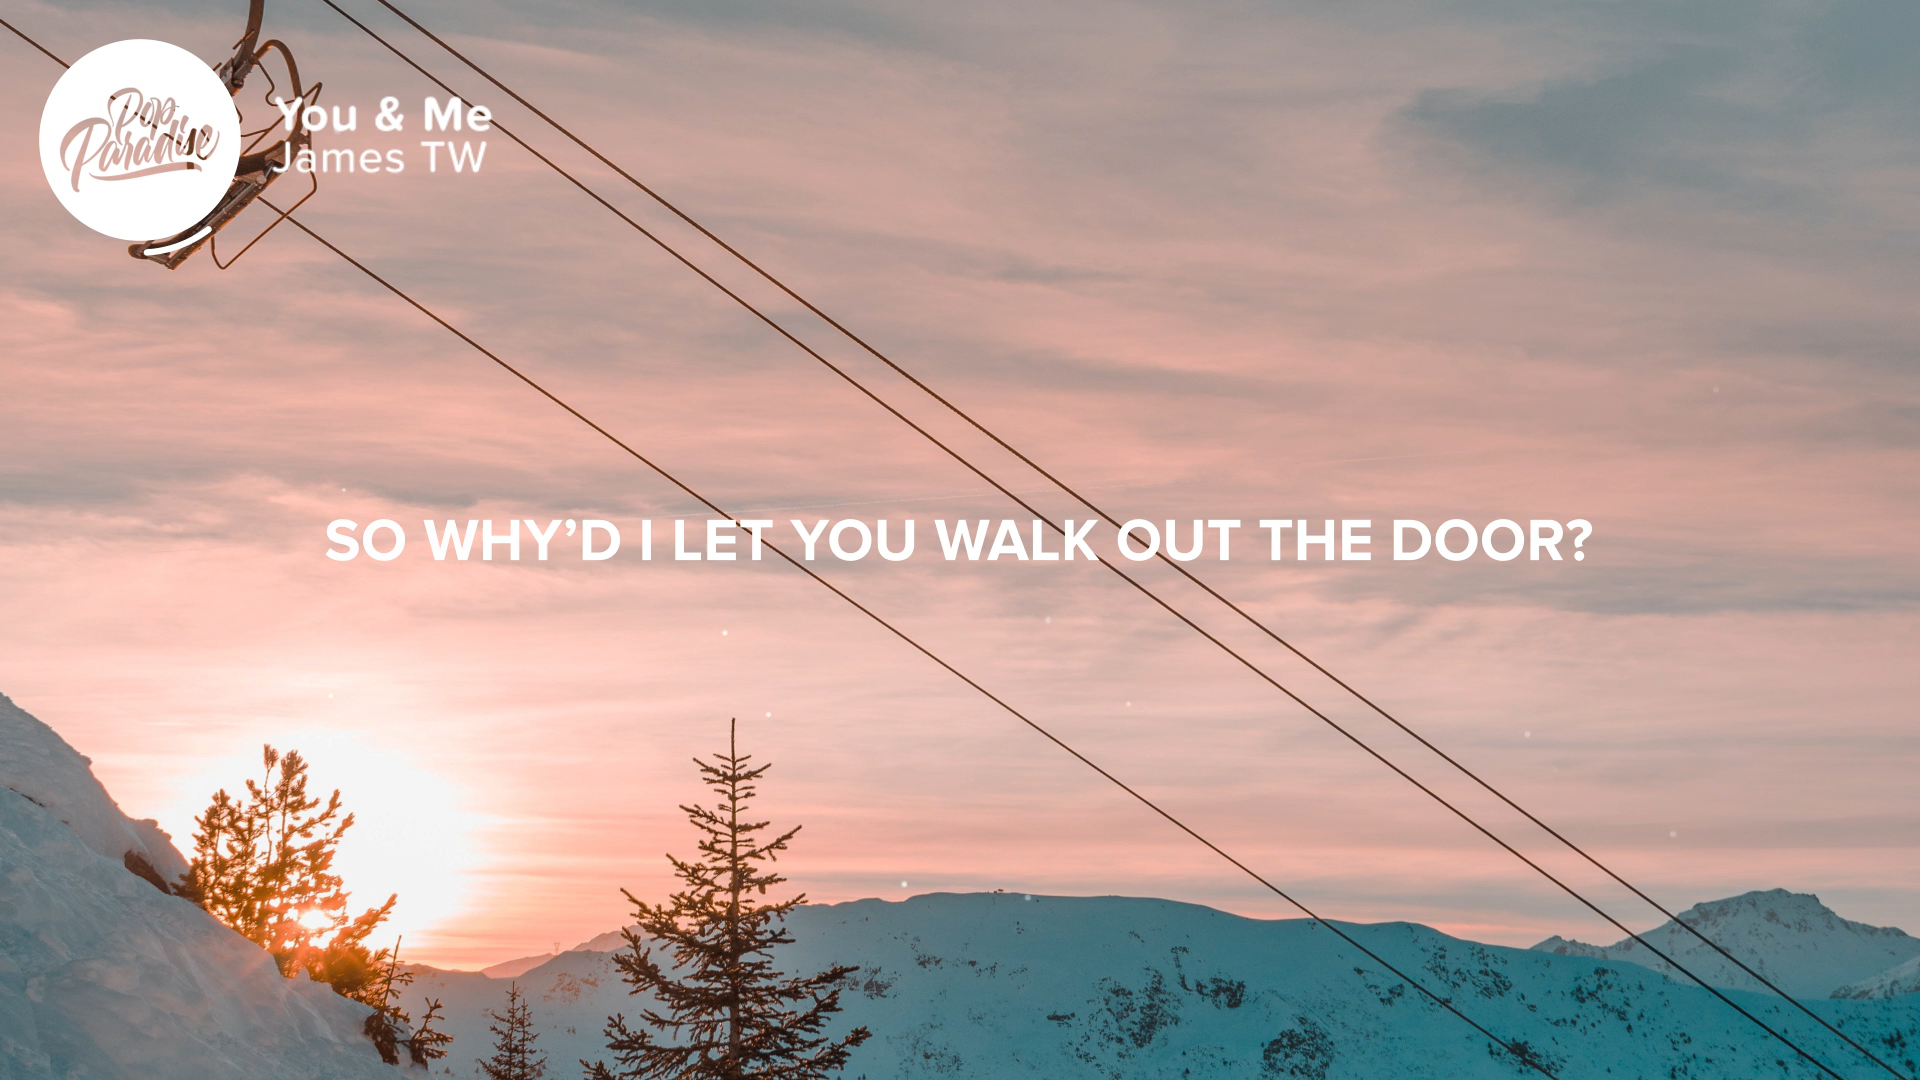 Pop
Paradise
You & Me
James TW
SO WHY’D I LET YOU WALK OUT THE DOOR?